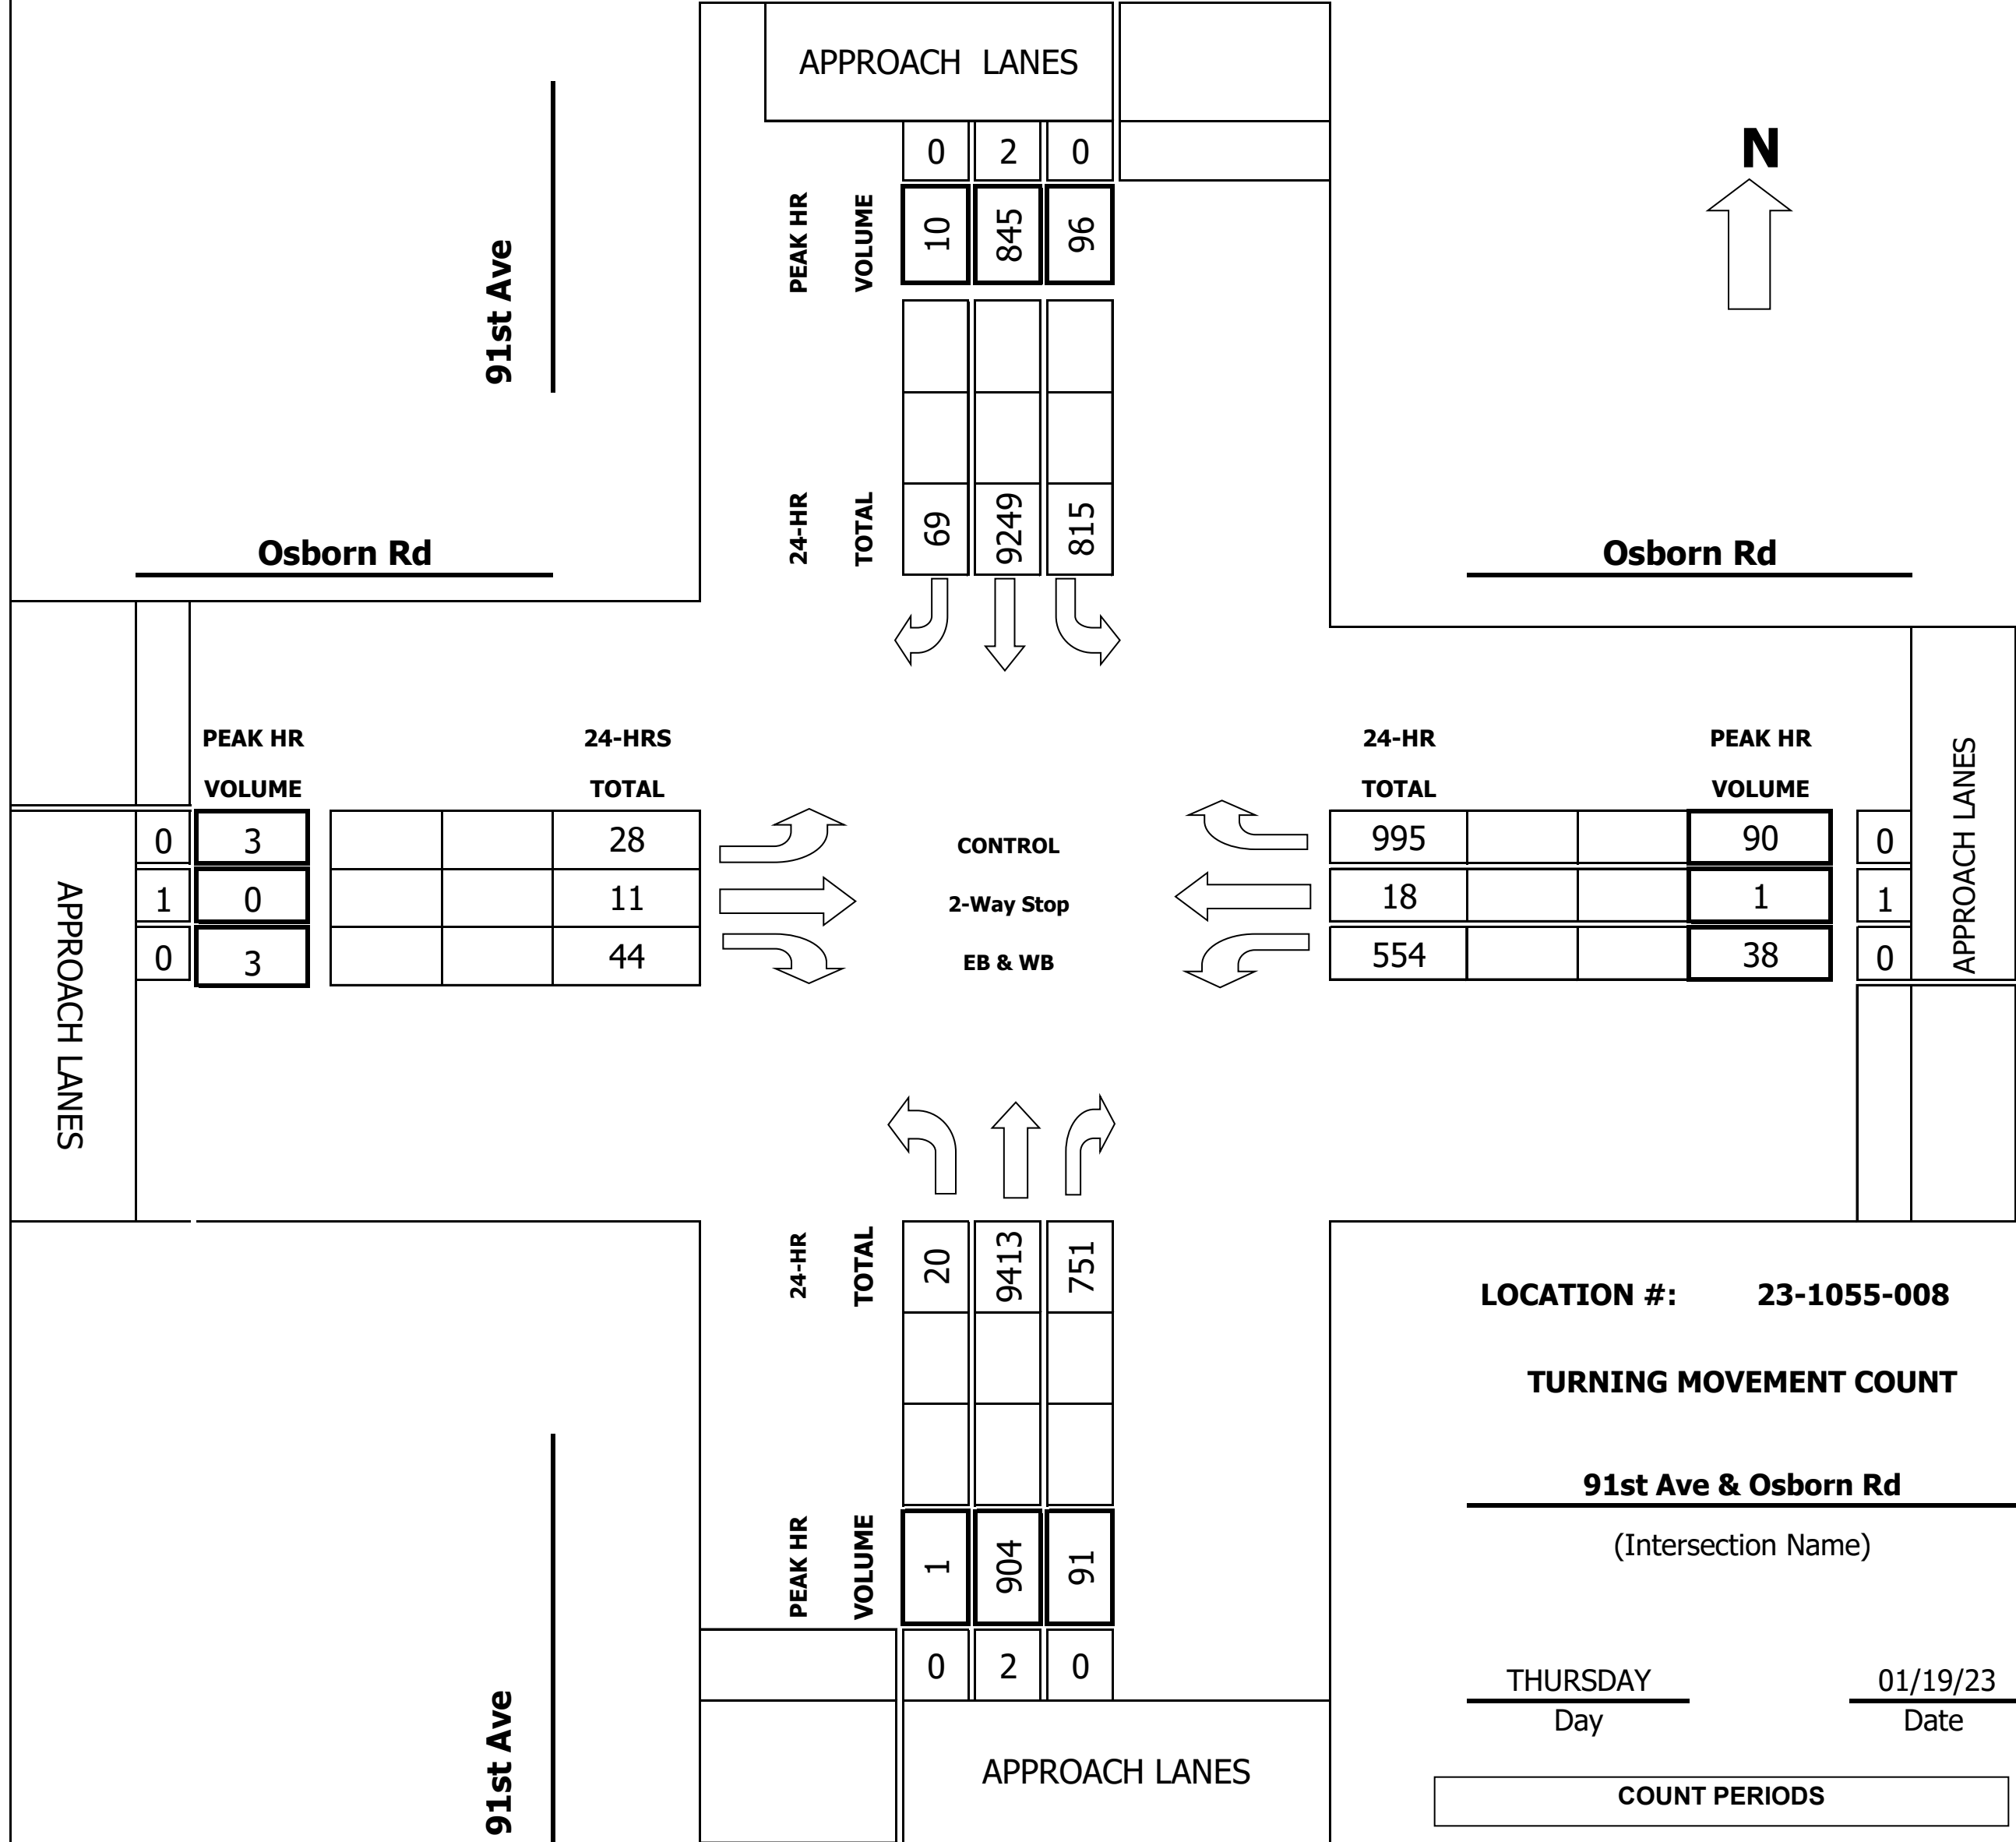 APPROACH LANES
0 2 0
N
PEAK HR
VOLUME
10 845 96
91st Ave
24-HR
TOTAL
69 9249 815
Osborn Rd
Osborn Rd
PEAK HR 24-HRS
VOLUME TOTAL
24-HR PEAK HR
TOTAL VOLUME
APPROACH LANES
0 3 28
1 0 11
0 3 44
CONTROL
2-Way Stop
EB & WB
995 90 0
18 1 1
554 38 0
APPROACH LANES
24-HR
TOTAL
20 9413 751
LOCATION #: 23-1055-008
TURNING MOVEMENT COUNT
91st Ave & Osborn Rd
(Intersection Name)
PEAK HR
VOLUME
1 904 91
0 2 0
91st Ave
APPROACH LANES
THURSDAY 01/19/23
Day Date
COUNT PERIODS